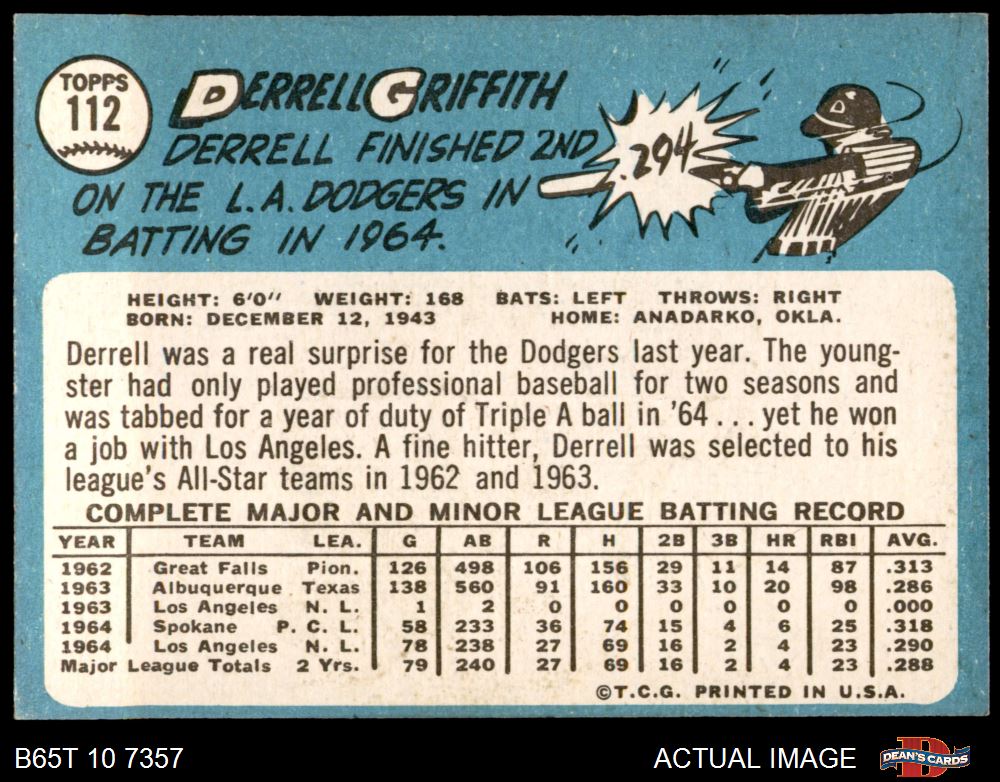 TOPPS
112
DERRELL GRIFFITH
DERRELL FINISHED 2ND
ON THE L.A. DODGERS IN
BATTING IN 1964.
.294
HEIGHT: 6'0" WEIGHT: 168 BATS: LEFT THROWS: RIGHT
BORN: DECEMBER 12, 1943 HOME: ANADARKO, OKLA.
Derrell was a real surprise for the Dodgers last year. The young-
ster had only played professional baseball for two seasons and
was tabbed for a year of duty of Triple A ball in '64 . . . yet he won
a job with Los Angeles. A fine hitter, Derrell was selected to his
league's All-Star teams in 1962 and 1963.
COMPLETE MAJOR AND MINOR LEAGUE BATTING RECORD
YEAR TEAM LEA. G AB R H 2B 3B HR RBI AVG.
1962 Great Falls Pion. 126 498 106 156 29 11 14 87 .313
1963 Albuquerque Texas 138 560 91 160 33 10 20 98 .286
1963 Los Angeles N. L. 1 2 0 0 0 0 0 0 .000
1964 Spokane P. C. L. 58 233 36 74 15 4 6 25 .318
1964 Los Angeles N. L. 78 238 27 69 16 2 4 23 .290
Major League Totals 2 Yrs. 79 240 27 69 16 2 4 23 .288
©T.C.G. PRINTED IN U.S.A.
B65T 10 7357 ACTUAL IMAGE DEAN'S CARDS